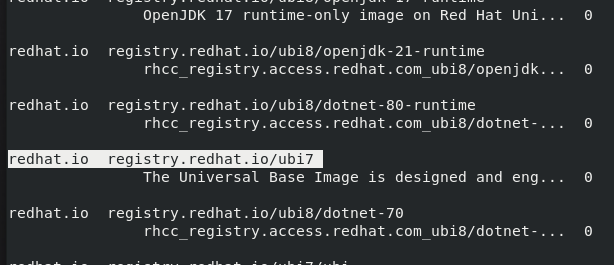 redhat.io registry.redhat.io/ubi8/openjdk-17-runtime
OpenJDK 17 runtime-only image on Red Hat Uni... 0
redhat.io registry.redhat.io/ubi8/openjdk-21-runtime
rhcc_registry.access.redhat.com_ubi8/openjdk... 0
redhat.io registry.redhat.io/ubi8/dotnet-80-runtime
rhcc_registry.access.redhat.com_ubi8/dotnet-... 0
redhat.io registry.redhat.io/ubi7
The Universal Base Image is designed and eng... 0
redhat.io registry.redhat.io/ubi8/dotnet-70
rhcc_registry.access.redhat.com_ubi8/dotnet-... 0
redhat.io registry.redhat.io/ubi7/ubi